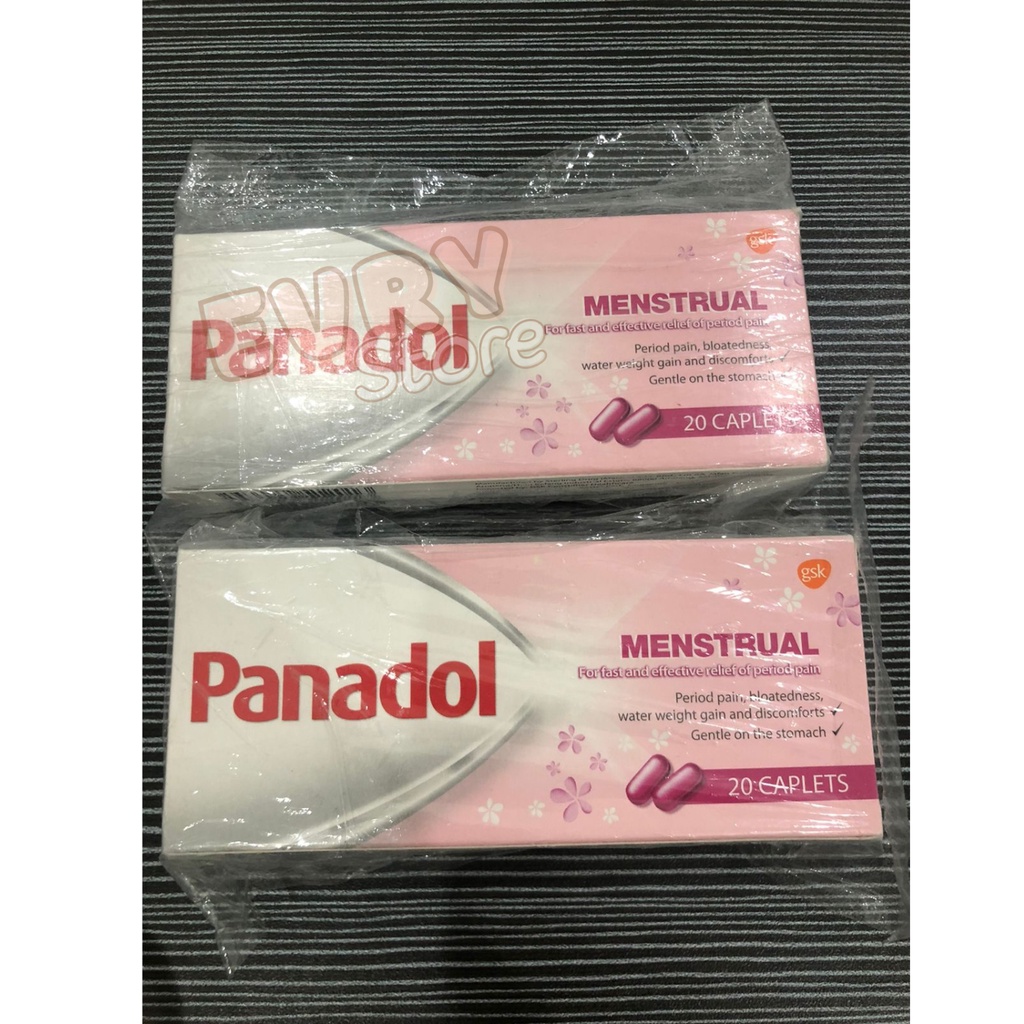 EVRY
store
gsk
Panadol
MENSTRUAL
For fast and effective relief of period pain
Period pain, bloatedness,
water weight gain and discomforts ✓
Gentle on the stomach
20 CAPLETS
gsk
Panadol
MENSTRUAL
For fast and effective relief of period pain
Period pain, bloatedness,
water weight gain and discomforts ✓
Gentle on the stomach ✓
20 CAPLETS